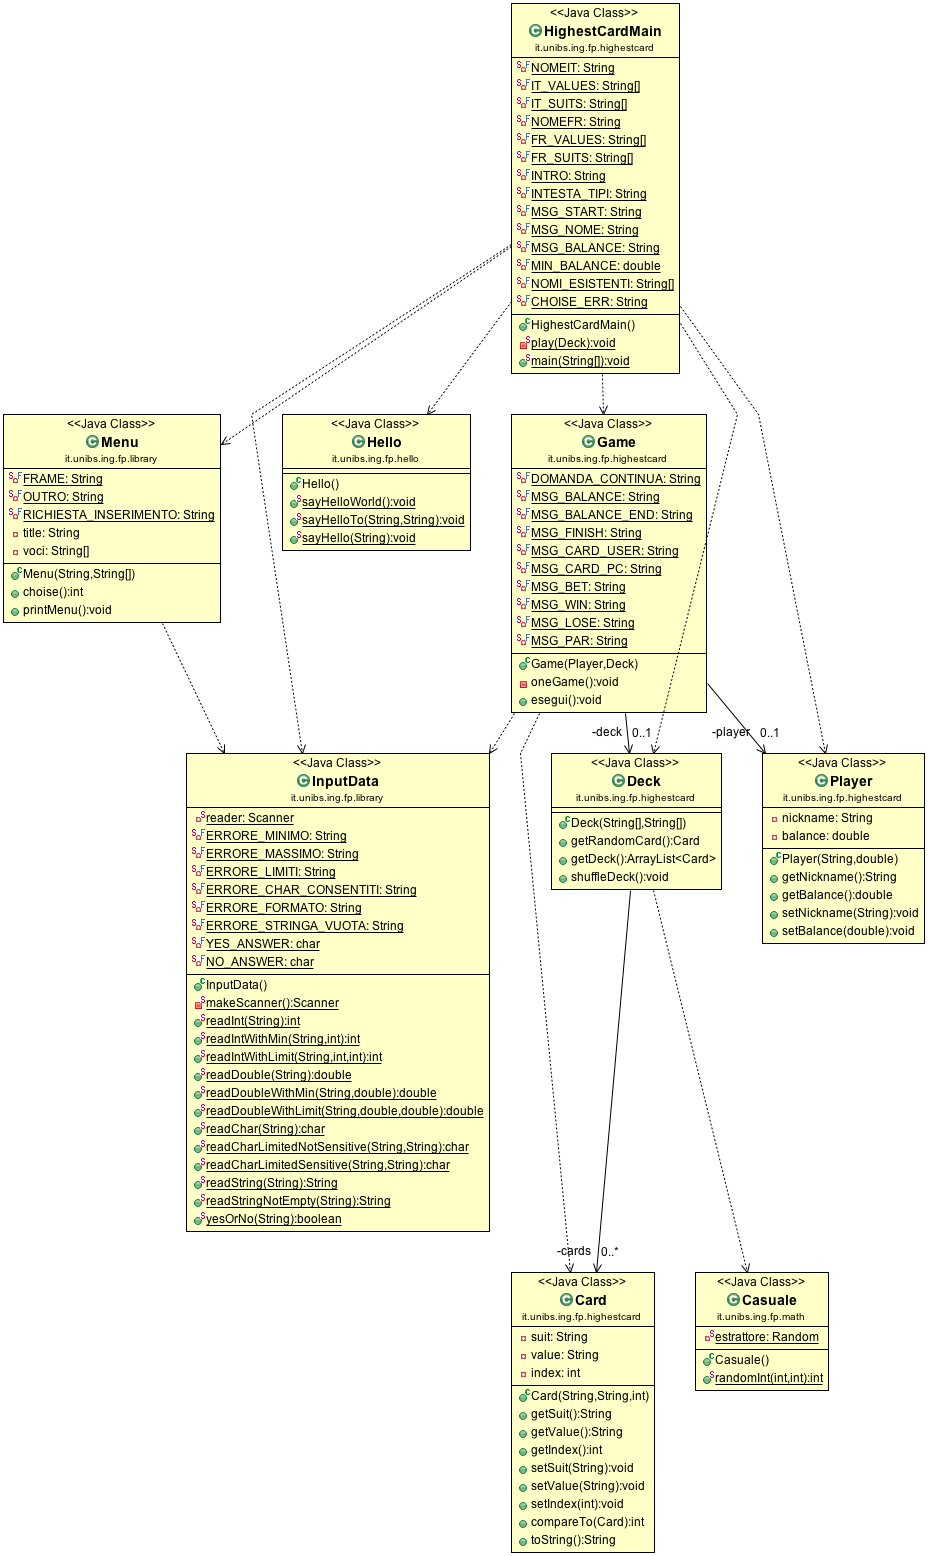 <<Java Class>>
HighestCardMain
it.unibs.ing.fp.highestcard
NOMEIT: String
IT_VALUES: String[]
IT_SUITS: String[]
NOMEFR: String
FR_VALUES: String[]
FR_SUITS: String[]
INTRO: String
INTESTA_TIPI: String
MSG_START: String
MSG_NOME: String
MSG_BALANCE: String
MIN_BALANCE: double
NOMI_ESISTENTI: String[]
CHOISE_ERR: String
HighestCardMain()
play(Deck):void
main(String[]):void
<<Java Class>>
Menu
it.unibs.ing.fp.library
FRAME: String
OUTRO: String
RICHIESTA_INSERIMENTO: String
title: String
voci: String[]
Menu(String,String[])
choise():int
printMenu():void
<<Java Class>>
Hello
it.unibs.ing.fp.hello
Hello()
sayHelloWorld():void
sayHelloTo(String,String):void
sayHello(String):void
<<Java Class>>
Game
it.unibs.ing.fp.highestcard
DOMANDA_CONTINUA: String
MSG_BALANCE: String
MSG_BALANCE_END: String
MSG_FINISH: String
MSG_CARD_USER: String
MSG_CARD_PC: String
MSG_BET: String
MSG_WIN: String
MSG_LOSE: String
MSG_PAR: String
Game(Player,Deck)
oneGame():void
esegui():void
-deck 0..1
-player 0..1
<<Java Class>>
InputData
it.unibs.ing.fp.library
reader: Scanner
ERRORE_MINIMO: String
ERRORE_MASSIMO: String
ERRORE_LIMITI: String
ERRORE_CHAR_CONSENTITI: String
ERRORE_FORMATO: String
ERRORE_STRINGA_VUOTA: String
YES_ANSWER: char
NO_ANSWER: char
InputData()
makeScanner():Scanner
readInt(String):int
readIntWithMin(String,int):int
readIntWithLimit(String,int,int):int
readDouble(String):double
readDoubleWithMin(String,double):double
readDoubleWithLimit(String,double,double):double
readChar(String):char
readCharLimitedNotSensitive(String,String):char
readCharLimitedSensitive(String,String):char
readString(String):String
readStringNotEmpty(String):String
yesOrNo(String):boolean
<<Java Class>>
Deck
it.unibs.ing.fp.highestcard
Deck(String[],String[])
getRandomCard():Card
getDeck():ArrayList<Card>
shuffleDeck():void
<<Java Class>>
Player
it.unibs.ing.fp.highestcard
nickname: String
balance: double
Player(String,double)
getNickname():String
getBalance():double
setNickname(String):void
setBalance(double):void
-cards 0..*
<<Java Class>>
Card
it.unibs.ing.fp.highestcard
suit: String
value: String
index: int
Card(String,String,int)
getSuit():String
getValue():String
getIndex():int
setSuit(String):void
setValue(String):void
setIndex(int):void
compareTo(Card):int
toString():String
<<Java Class>>
Casuale
it.unibs.ing.fp.math
estrattore: Random
Casuale()
randomInt(int,int):int